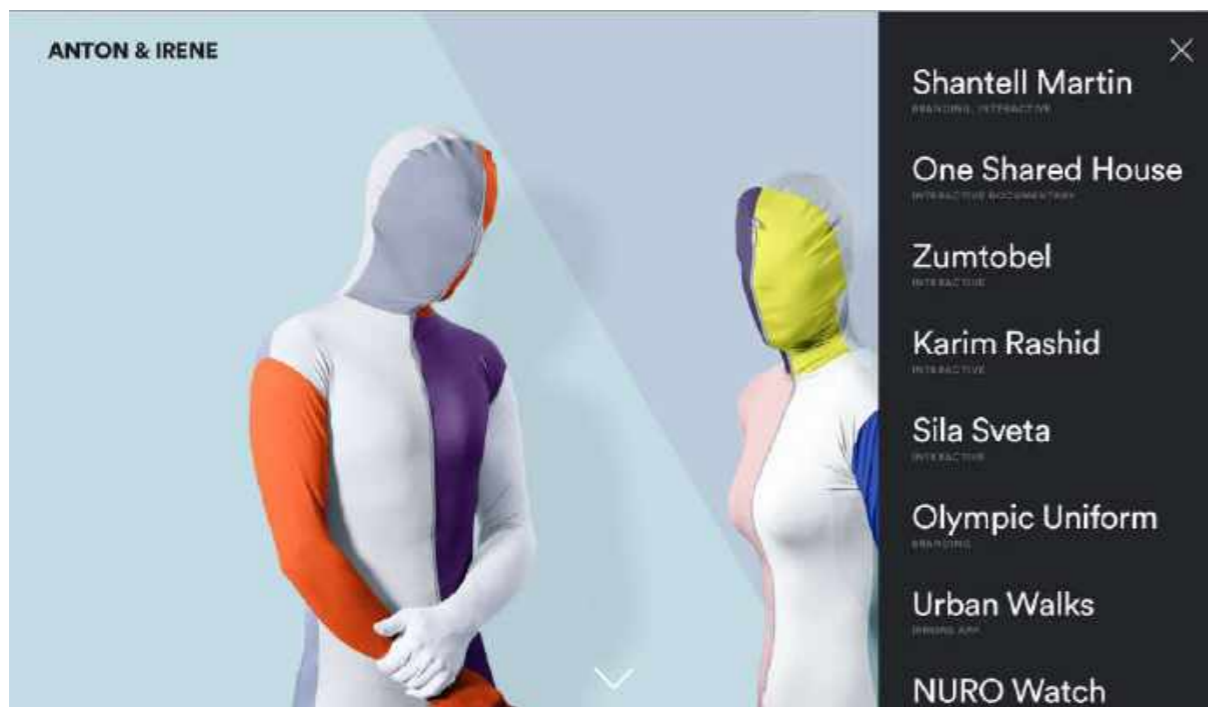 ANTON & IRENE
Shantell Martin
BRANDING, INTERACTIVE
One Shared House
INTERACTIVE DOCUMENTARY
Zumtobel
INTERACTIVE
Karim Rashid
INTERACTIVE
Sila Sveta
INTERACTIVE
Olympic Uniform
BRANDING
Urban Walks
NURO Watch